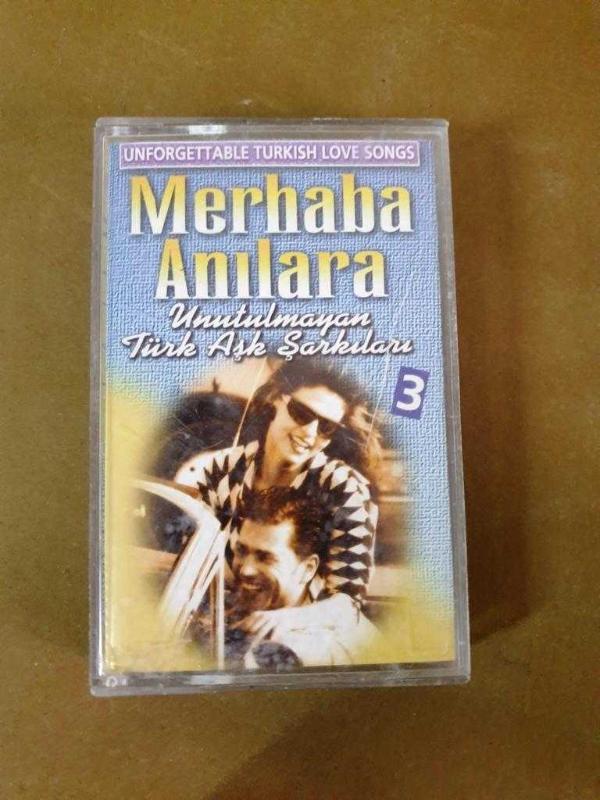 UNFORGETTABLE TURKISH LOVE SONGS
Merhaba
Anılara
Unutulmayan
Türk Aşk Şarkıları
3